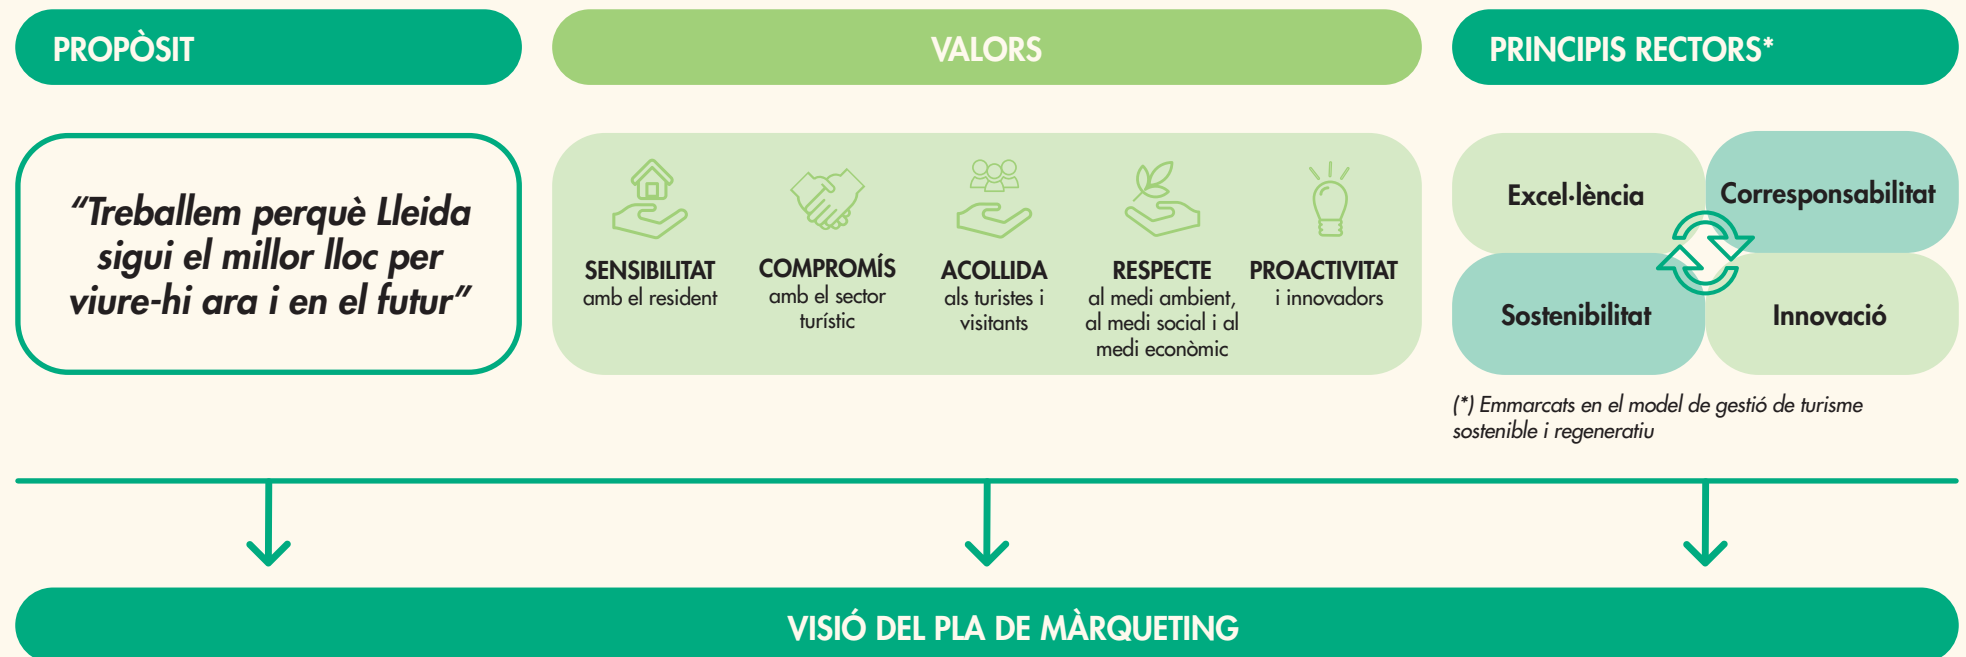 PROPÒSIT
"Treballem perquè Lleida
sigui el millor lloc per
viure-hi ara i en el futur"
VALORS
SENSIBILITAT
amb el resident
COMPROMÍS
amb el sector
turístic
ACOLLIDA
als turistes i
visitants
RESPECTE
al medi ambient,
al medi social i al
medi econòmic
PROACTIVITAT
i innovadors
PRINCIPIS RECTORS*
Excel·lència
Corresponsabilitat
Sostenibilitat
Innovació
(*) Emmarcats en el model de gestió de turisme
sostenible i regeneratiu
VISIÓ DEL PLA DE MÀRQUETING